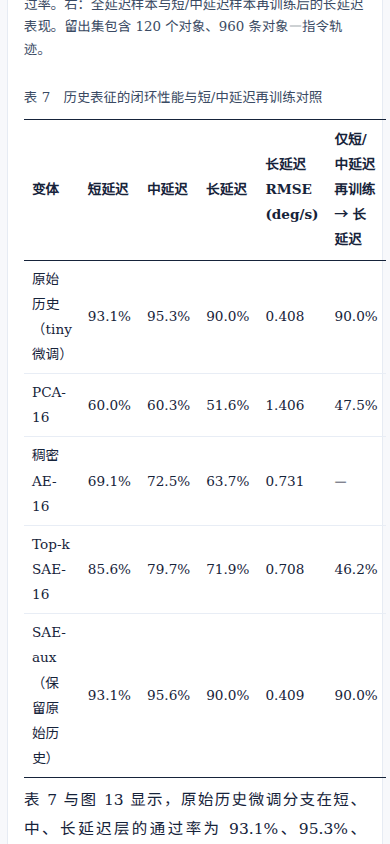 过率。右：全延迟样本与短/中延迟样本再训练后的长延迟
表现。留出集包含 120 个对象、960 条对象—指令轨
迹。
表 7 历史表征的闭环性能与短/中延迟再训练对照
变体 短延迟 中延迟 长延迟 长延迟 RMSE (deg/s) 仅短/中延迟再训练 → 长延迟
原始历史（tiny 微调） 93.1% 95.3% 90.0% 0.408 90.0%
PCA-16 60.0% 60.3% 51.6% 1.406 47.5%
稠密 AE-16 69.1% 72.5% 63.7% 0.731 —
Top-k SAE-16 85.6% 79.7% 71.9% 0.708 46.2%
SAE-aux（保留原始历史） 93.1% 95.6% 90.0% 0.409 90.0%
表 7 与图 13 显示，原始历史微调分支在短、
中、长延迟层的通过率为 93.1%、95.3%、